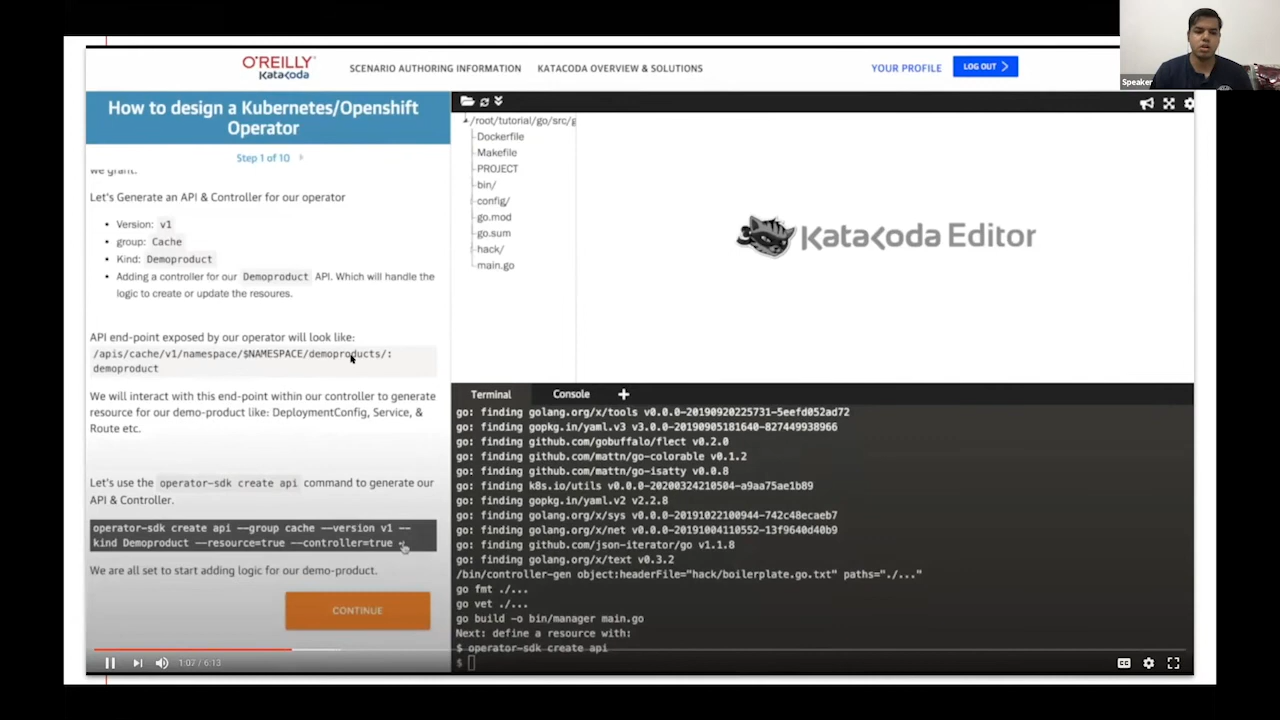 Speaker
O'REILLY
Katacoda
SCENARIO AUTHORING INFORMATION
KATACODA OVERVIEW & SOLUTIONS
YOUR PROFILE
LOG OUT
How to design a Kubernetes/Openshift
Operator
Step 1 of 10
we grant.
Let's Generate an API & Controller for our operator
• Version: v1
• group: Cache
• Kind: Demoproduct
• Adding a controller for our Demoproduct API. Which will handle the
logic to create or update the resoures.
API end-point exposed by our operator will look like:
/apis/cache/v1/namespace/$NAMESPACE/demoproducts/:
demoproduct
We will interact with this end-point within our controller to generate
resource for our demo-product like: DeploymentConfig, Service, &
Route etc.
Let's use the operator-sdk create api command to generate our
API & Controller.
operator-sdk create api --group cache --version v1 --
kind Demoproduct --resource=true --controller=true
We are all set to start adding logic for our demo-product.
CONTINUE
1:07 / 6:13
/root/tutorial/go/src/g
Dockerfile
Makefile
PROJECT
bin/
config/
go.mod
go.sum
hack/
main.go
Katacoda Editor
Terminal
Console
+
go: finding golang.org/x/tools v0.0.0-20190920225731-5eefd052ad72
go: finding gopkg.in/yaml.v3 v3.0.0-20190905181640-827449938966
go: finding github.com/gobuffalo/flect v0.2.0
go: finding github.com/mattn/go-colorable v0.1.2
go: finding github.com/mattn/go-isatty v0.0.8
go: finding k8s.io/utils v0.0.0-20200324210504-a9aa75ae1b89
go: finding gopkg.in/yaml.v2 v2.2.8
go: finding golang.org/x/sys v0.0.0-20191022100944-742c48ecaeb7
go: finding golang.org/x/net v0.0.0-20191004110552-13f9640d40b9
go: finding github.com/json-iterator/go v1.1.8
go: finding golang.org/x/text v0.3.2
/bin/controller-gen object:headerFile="hack/boilerplate.go.txt" paths="./..."
go fmt ./...
go vet ./...
go build -o bin/manager main.go
Next: define a resource with:
$ operator-sdk create api
$
CC